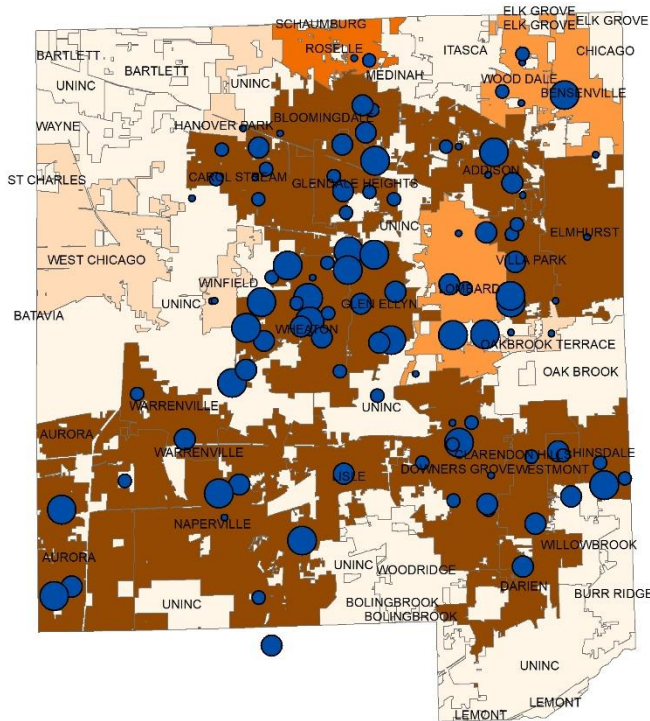 ELK GROVE
SCHAUMBURG
ELK GROVE
ELK GROVE
ROSELLE
ITASCA
CHICAGO
BARTLETT
BARTLETT
MEDINAH
WOOD DALE
UNINC
UNINC
BENSENVILLE
BLOOMINGDALE
WAYNE
HANOVER PARK
ADDISON
ST CHARLES
CAROL STREAM
GLENDALE HEIGHTS
UNINC
ELMHURST
WEST CHICAGO
VILLA PARK
WINFIELD
LOMBARD
UNINC
GLEN ELLYN
BATAVIA
WHEATON
OAKBROOK TERRACE
OAK BROOK
UNINC
WARRENVILLE
AURORA
WARRENVILLE
CLARENDON HILLS
HINSDALE
DOWNERS GROVE
WESTMONT
LISLE
NAPERVILLE
WILLOWBROOK
AURORA
UNINC
WOODRIDGE
DARIEN
BURR RIDGE
UNINC
BOLINGBROOK
BOLINGBROOK
UNINC
LEMONT
LEMONT